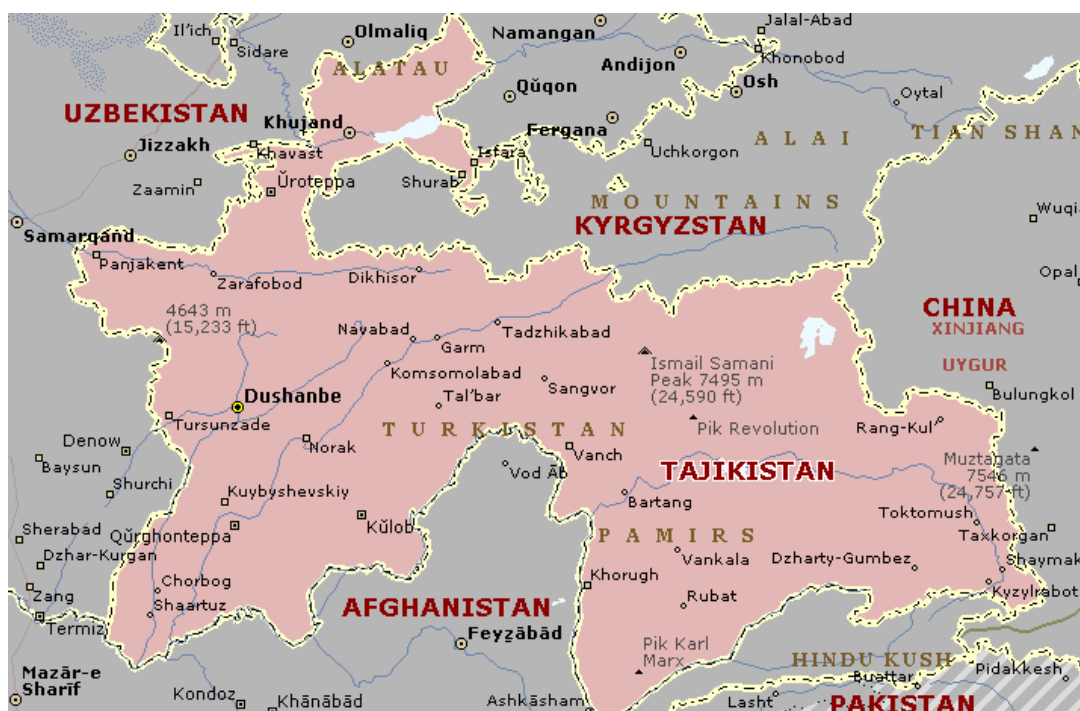 Il'ich
Sidare
Olmaliq
Namangan
Jalal-Abad
Khonobod
ALATAU
Andijon
Osh
Oytal
UZBEKISTAN
Qŭqon
Khujand
Fergana
ALAI
TIAN SHAN
Jizzakh
Khavast
Isfara
Uchkorgon
Zaamin
Ŭroteppa
Shurab
MOUNTAINS
Wuqia
Samarqand
KYRGYZSTAN
Panjakent
Zarafobod
Dikhisor
Opal
4643 m
(15,233 ft)
Navabad
Tadzhikabad
CHINA
XINJIANG
Garm
Ismail Samani
Peak 7495 m
(24,590 ft)
UYGUR
Komsomolabad
Sangvor
Bulungkol
Dushanbe
Tal'bar
Tursunzade
TURKISTAN
Pik Revolution
Rang-Kul'
Denow
Norak
Vanch
Baysun
Vod Āb
TAJIKISTAN
Muztagata
7546 m
(24,757 ft)
Shurchi
Kuybyshevskiy
Bartang
Toktomush
Sherabad
Qŭrghonteppa
Kŭlob
PAMIRS
Taxkorgan
Dzhar-Kurgan
Vankala
Dzharty-Gumbez
Shaymak
Zang
Chorbog
Khorugh
Kyzylrabot
Shaartuz
AFGHANISTAN
Rubat
Termiz
Feyz̧ābād
Pik Karl
Marx
HINDU KUSH
Mazār-e
Sharīf
Buattar
Pidakkesh
Kondoz
Khānābād
Ashkāsham
Lasht
PAKISTAN